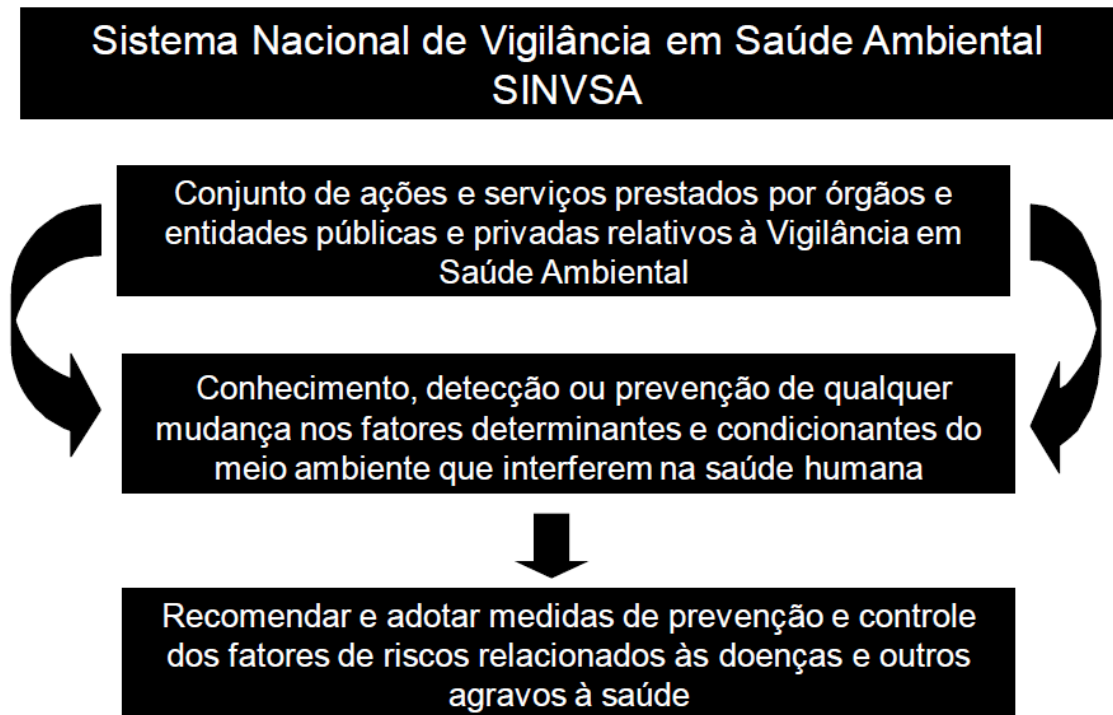 Sistema Nacional de Vigilância em Saúde Ambiental
SINVSA
Conjunto de ações e serviços prestados por órgãos e
entidades públicas e privadas relativos à Vigilância em
Saúde Ambiental
Conhecimento, detecção ou prevenção de qualquer
mudança nos fatores determinantes e condicionantes do
meio ambiente que interferem na saúde humana
Recomendar e adotar medidas de prevenção e controle
dos fatores de riscos relacionados às doenças e outros
agravos à saúde